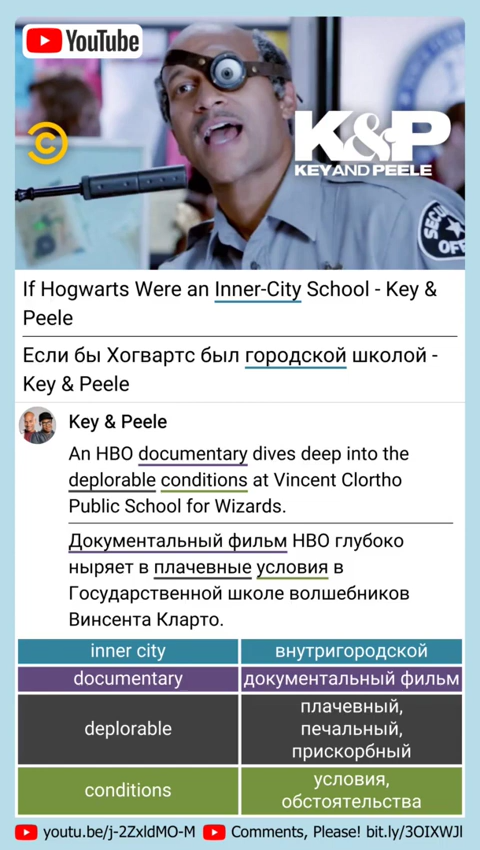 YouTube
K&P
KEY AND PEELE
SECU
OF
If Hogwarts Were an Inner-City School - Key &
Peele
Если бы Хогвартс был городской школой -
Key & Peele
Key & Peele
An HBO documentary dives deep into the
deplorable conditions at Vincent Clortho
Public School for Wizards.
Документальный фильм HBO глубоко
ныряет в плачевные условия в
Государственной школе волшебников
Винсента Кларто.
inner city внутригородской
documentary документальный фильм
deplorable плачевный,
печальный,
прискорбный
conditions условия,
обстоятельства
youtu.be/j-2ZxldMO-M Comments, Please! bit.ly/3OIXWJl